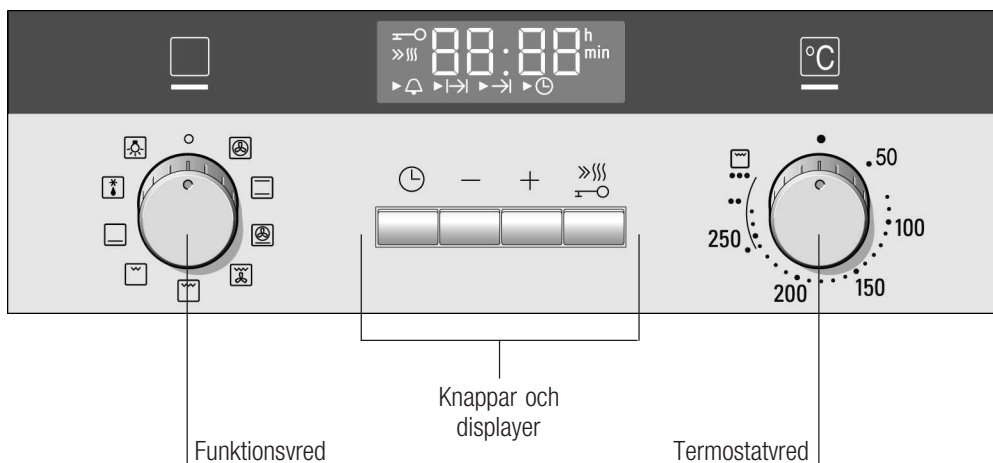 88:88 h
min
°C
50
100
150
200
250
− +
Knappar och
displayer
Funktionsvred
Termostatvred